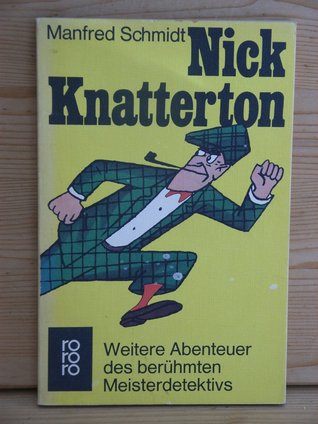 Manfred Schmidt
Nick
Knatterton
ro
ro
ro
Weitere Abenteuer
des berühmten
Meisterdetektivs